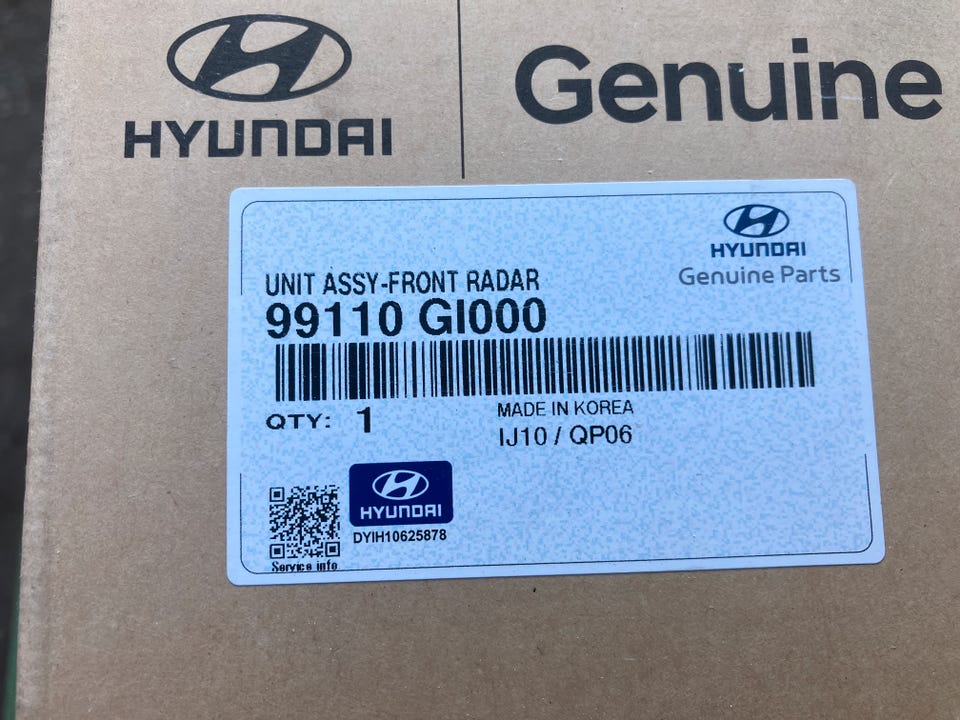 HYUNDAI
Genuine
HYUNDAI
Genuine Parts
UNIT ASSY-FRONT RADAR
99110 GI000
QTY: 1
MADE IN KOREA
IJ10 / QP06
HYUNDAI
DYIH10625878
Service info